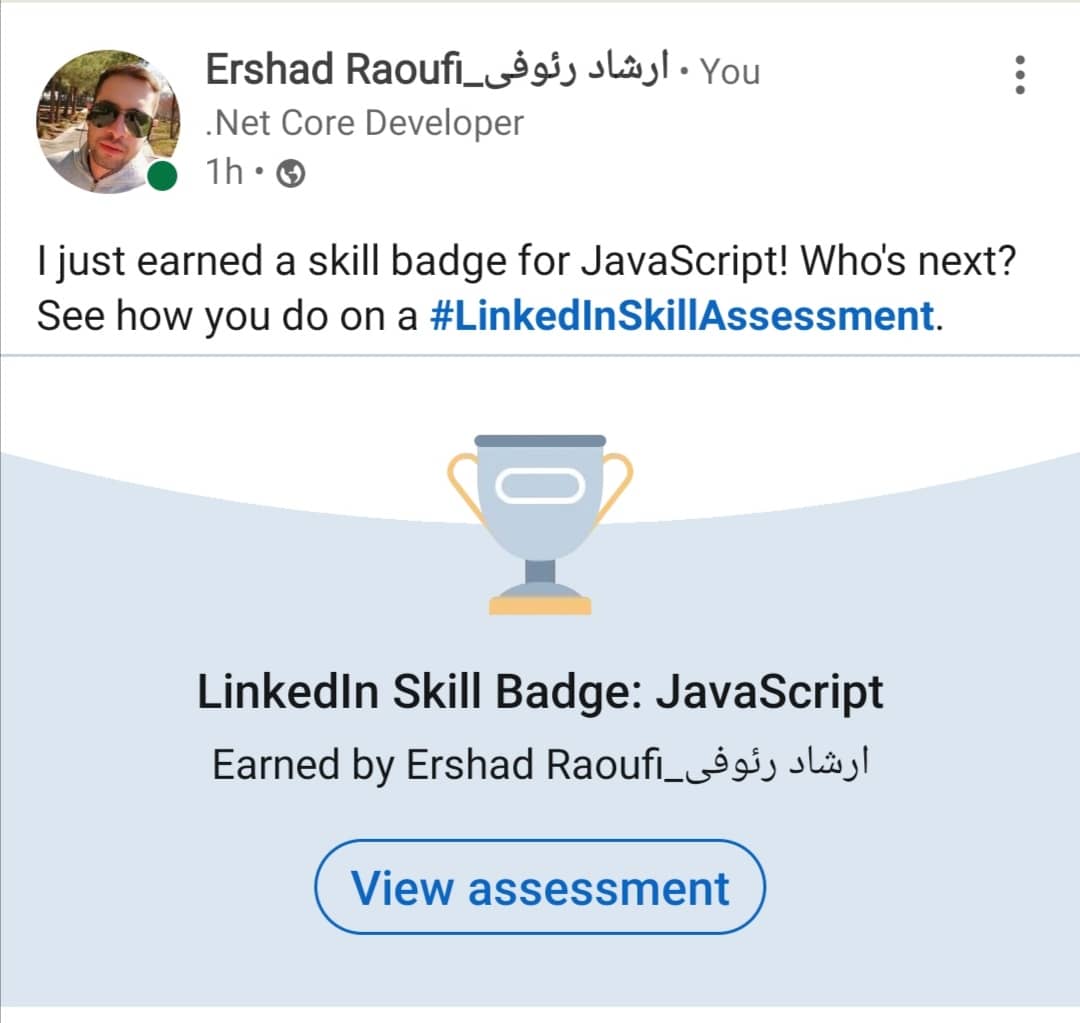 Ershad Raoufi_ارشاد رئوفی • You
.Net Core Developer
1h •
I just earned a skill badge for JavaScript! Who's next?
See how you do on a #LinkedInSkillAssessment.
LinkedIn Skill Badge: JavaScript
Earned by Ershad Raoufi_ارشاد رئوفی
View assessment